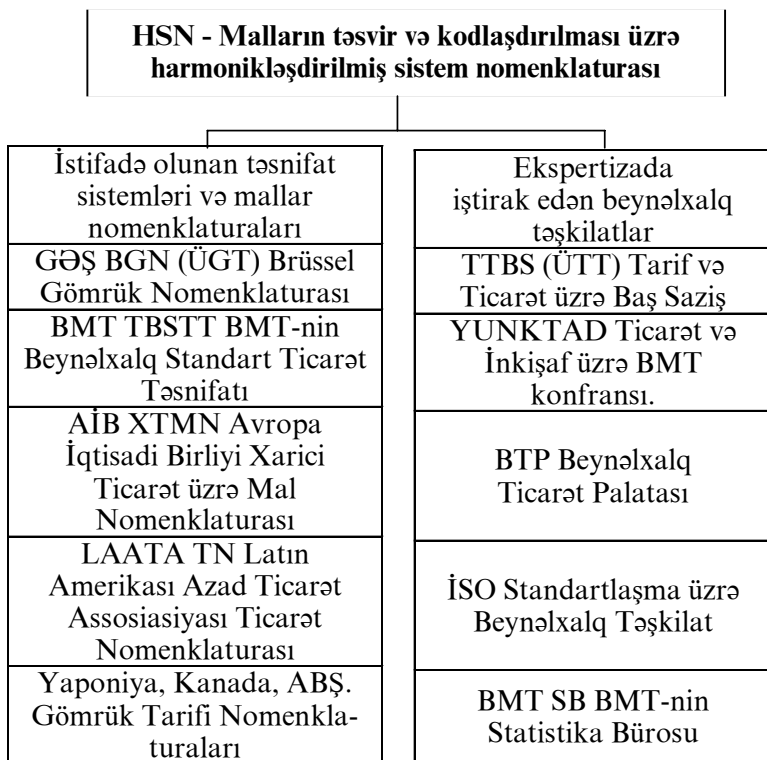 HSN - Malların təsvir və kodlaşdırılması üzrə
harmonikləşdirilmiş sistem nomenklaturası
İstifadə olunan təsnifat
sistemləri və mallar
nomenklaturaları
GƏŞ BGN (ÜGT) Brüssel
Gömrük Nomenklaturası
BMT TBSTT BMT-nin
Beynəlxalq Standart Ticarət
Təsnifatı
AİB XTMN Avropa
İqtisadi Birliyi Xarici
Ticarət üzrə Mal
Nomenklaturası
LAATA TN Latın
Amerikası Azad Ticarət
Assosiasiyası Ticarət
Nomenklaturası
Yaponiya, Kanada, ABŞ.
Gömrük Tarifi Nomenkla-
turaları
Ekspertizada
iştirak edən beynəlxalq
təşkilatlar
TTBS (ÜTT) Tarif və
Ticarət üzrə Baş Saziş
YUNKTAD Ticarət və
İnkişaf üzrə BMT
konfransı.
BTP Beynəlxalq
Ticarət Palatası
İSO Standartlaşma üzrə
Beynəlxalq Təşkilat
BMT SB BMT-nin
Statistika Bürosu